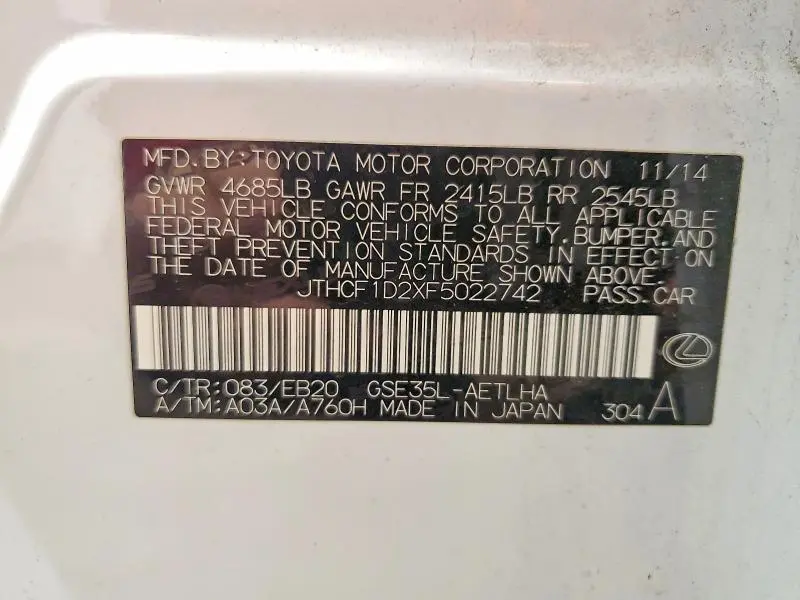 MFD.BY:TOYOTA MOTOR CORPORATION 11/14
GVWR 4685LB GAWR FR 2415LB RR 2545LB
THIS VEHICLE CONFORMS TO ALL APPLICABLE
FEDERAL MOTOR VEHICLE SAFETY,BUMPER,AND
THEFT PREVENTION STANDARDS IN EFFECT ON
THE DATE OF MANUFACTURE SHOWN ABOVE.
JTHCF1D2XF5022742 PASS.CAR
C/TR:083/EB20 GSE35L-AETLHA
A/TM:A03A/A760H MADE IN JAPAN 304 A